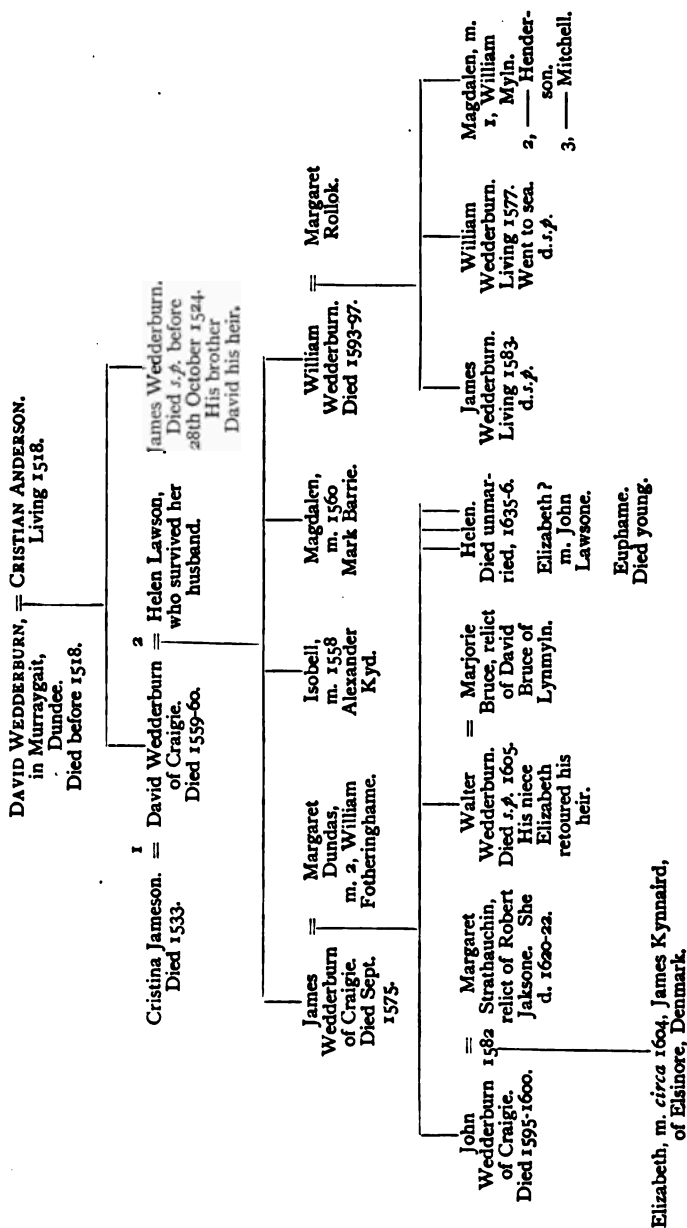 DAVID WEDDERBURN, = CRISTIAN ANDERSON.
in Murraygait,
Dundee.
Died before 1518.
Living 1518.
Cristina Jameson.
Died 1533.
1
=
David Wedderburn
of Craigie.
Died 1559-60.
2
=
Helen Lawson,
who survived her
husband.
James Wedderburn.
Died s.p. before
28th October 1524.
His brother
David his heir.
James
Wedderburn
of Craigie.
Died Sept.
1575.
=
Margaret
Dundas,
m. 2, William
Fotheringhame.
Isobell,
m. 1558
Alexander
Kyd.
Magdalen,
m. 1560
Mark Barrie.
William
Wedderburn.
Died 1593-97.
=
Margaret
Rollok.
John
Wedderburn
of Craigie.
Died 1595-1600.
=
1582
Margaret
Strathauchin,
relict of Robert
Jaksone. She
d. 1620-22.
Walter
Wedderburn.
Died s.p. 1605.
His niece
Elizabeth
retoured his
heir.
=
Marjorie
Bruce, relict
of David
Bruce of
Lynmyln.
Helen.
Died unmar-
ried, 1635-6.
Elizabeth?
m. John
Lawsone.
Euphame.
Died young.
James
Wedderburn.
Living 1583.
d.s.p.
William
Wedderburn.
Living 1577.
Went to sea.
d.s.p.
Magdalen, m.
1, William
Myln.
2, —— Hender-
son.
3, —— Mitchell.
Elizabeth, m. circa 1604, James Kynnaird,
of Elsinore, Denmark.